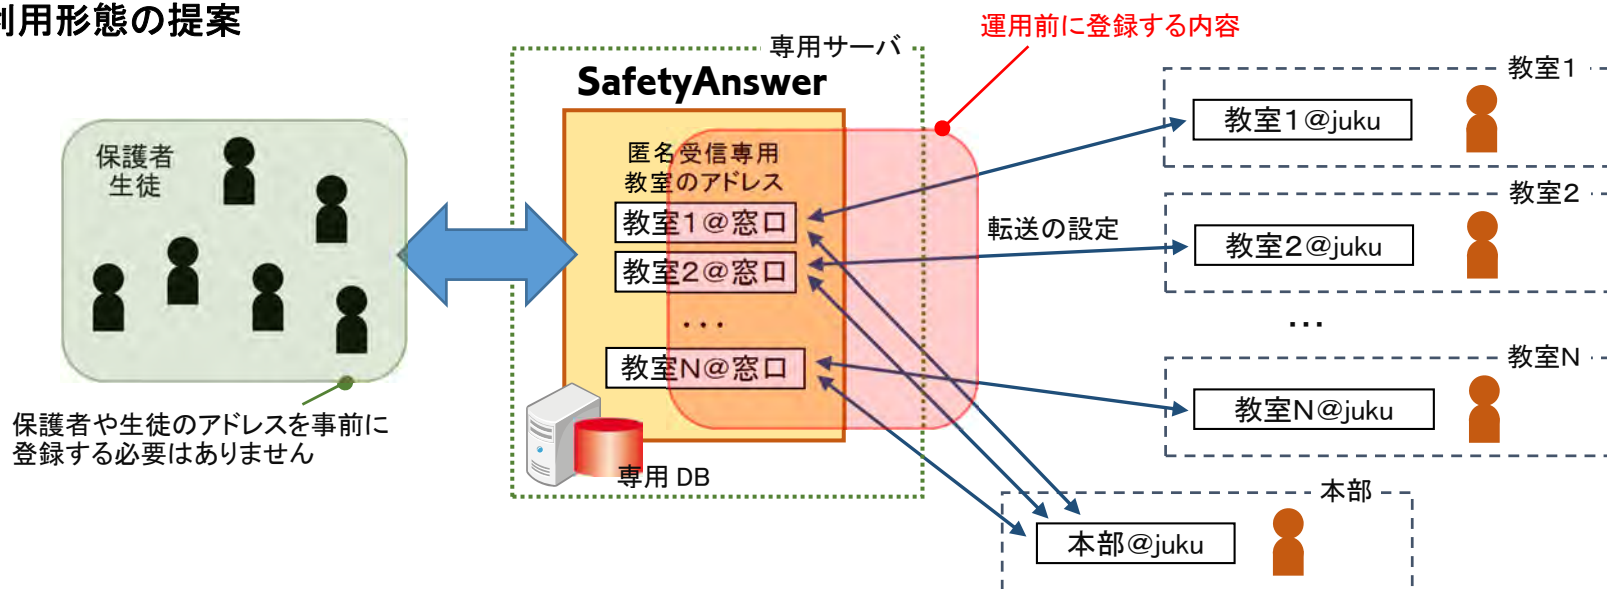 利用形態の提案
運用前に登録する内容
専用サーバ
SafetyAnswer
保護者
生徒
匿名受信専用
教室のアドレス
教室1@窓口
教室2@窓口
・・・
教室N@窓口
専用 DB
転送の設定
教室1
教室1@juku
教室2
教室2@juku
・・・
教室N
教室N@juku
本部
本部@juku
保護者や生徒のアドレスを事前に
登録する必要はありません